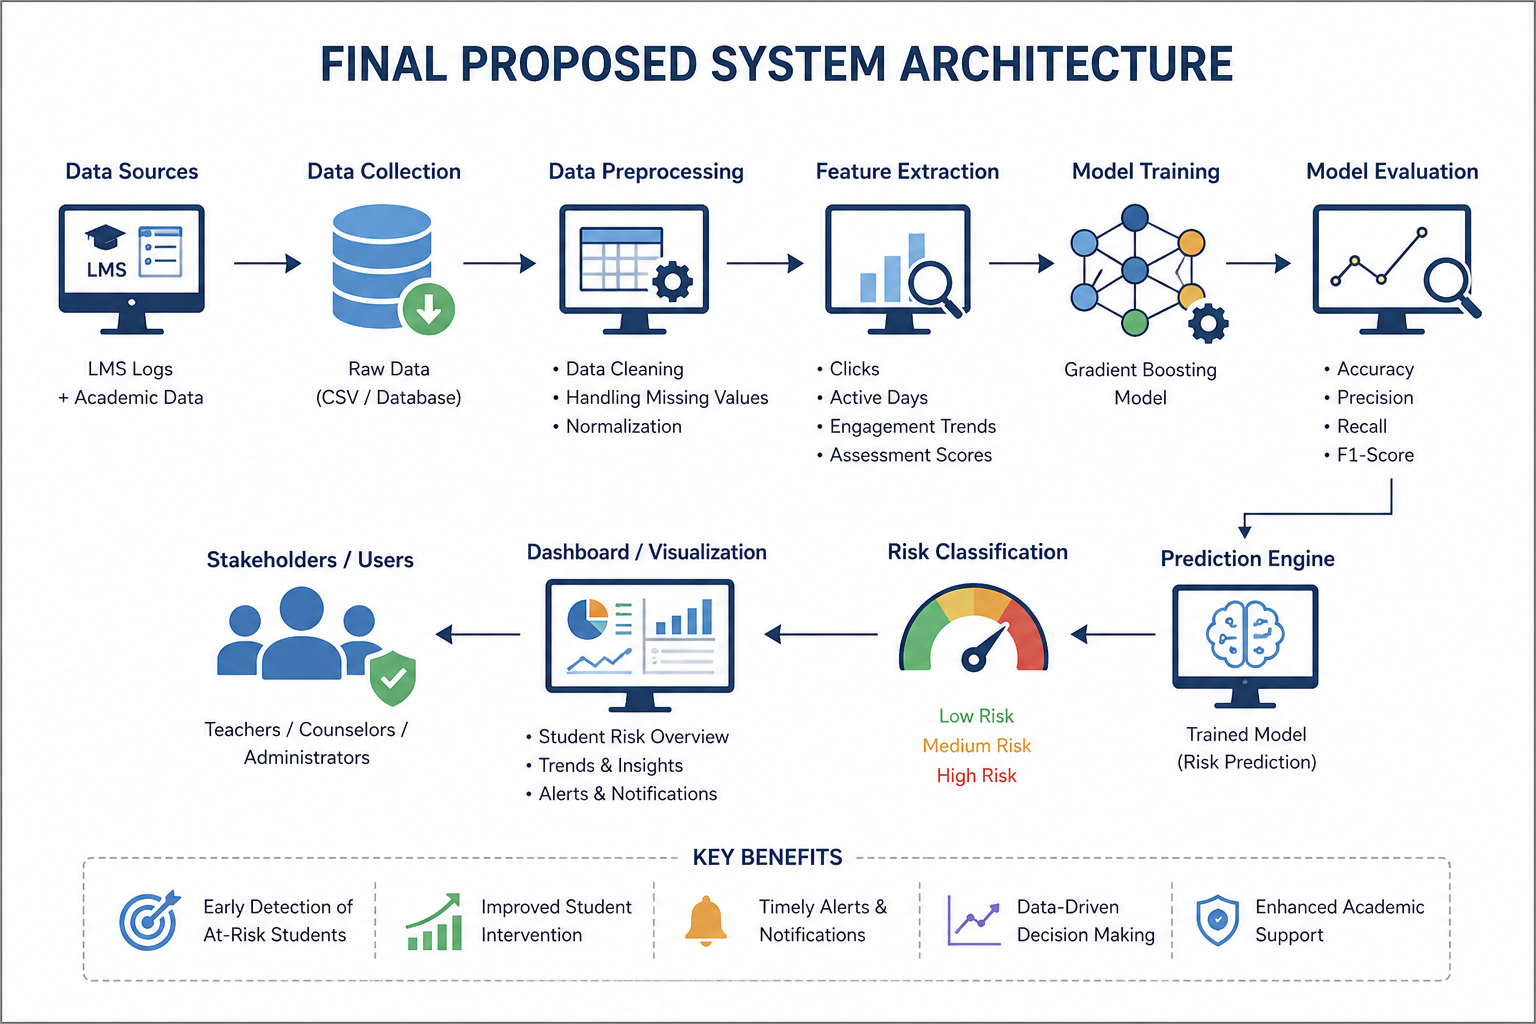 FINAL PROPOSED SYSTEM ARCHITECTURE
Data Sources
LMS
LMS Logs
+ Academic Data
Data Collection
Raw Data
(CSV / Database)
Data Preprocessing
• Data Cleaning
• Handling Missing Values
• Normalization
Feature Extraction
• Clicks
• Active Days
• Engagement Trends
• Assessment Scores
Model Training
Gradient Boosting
Model
Model Evaluation
• Accuracy
• Precision
• Recall
• F1-Score
Prediction Engine
Trained Model
(Risk Prediction)
Risk Classification
Low Risk
Medium Risk
High Risk
Dashboard / Visualization
• Student Risk Overview
• Trends & Insights
• Alerts & Notifications
Stakeholders / Users
Teachers / Counselors /
Administrators
KEY BENEFITS
Early Detection of
At-Risk Students
Improved Student
Intervention
Timely Alerts &
Notifications
Data-Driven
Decision Making
Enhanced Academic
Support